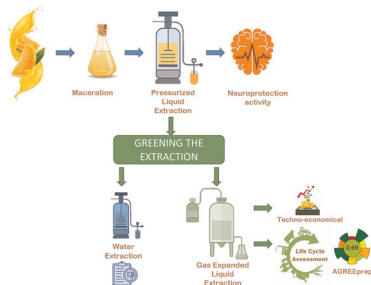 Maceration
Pressurized
Liquid
Extraction
Neuroprotection
activity
GREENING THE
EXTRACTION
Water
Extraction
Gas Expanded
Liquid
Extraction
Techno-economical
Life Cycle
Assessment
0.69
AGREEprep